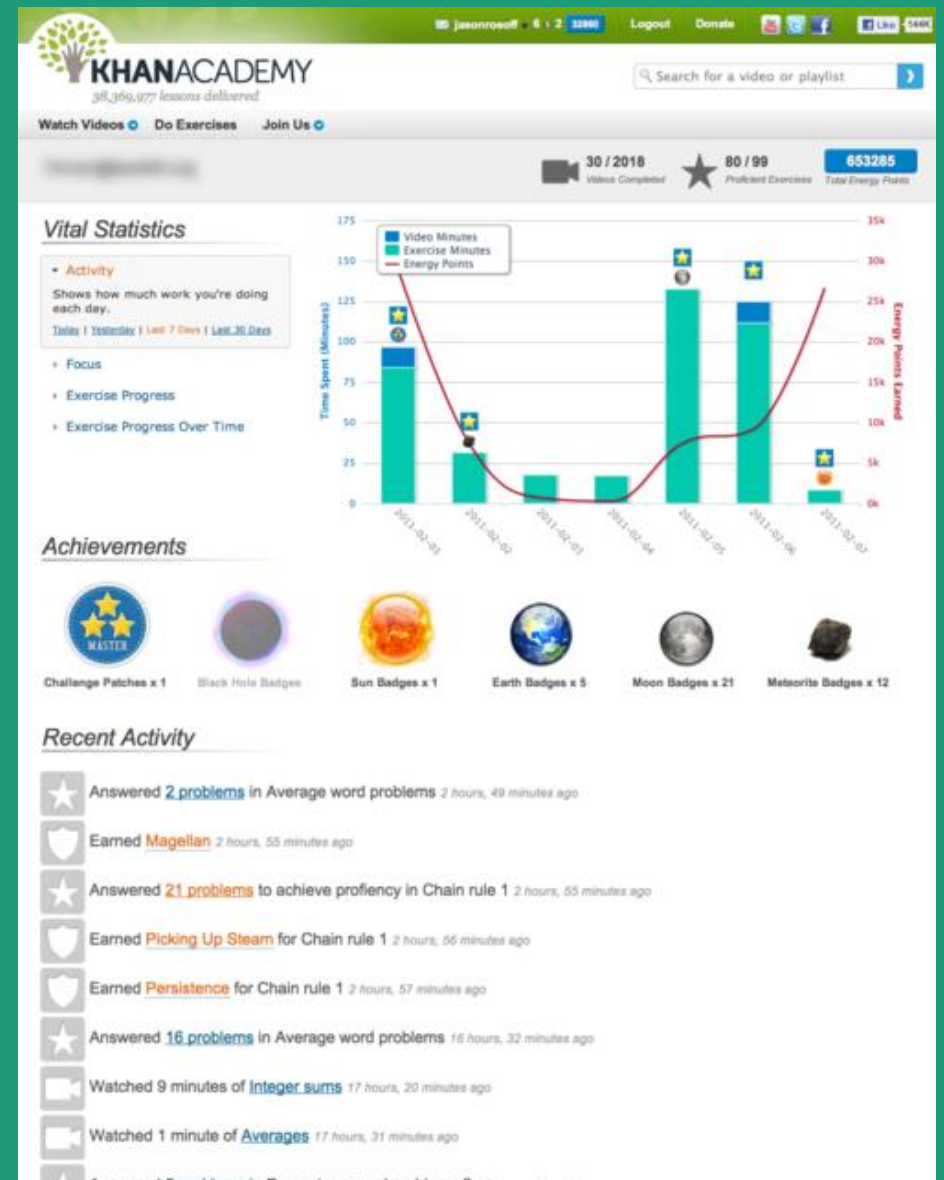 jasonrosoff 6 2 32860 Logout Donate Like
KHANACADEMY
38,369,977 lessons delivered
Search for a video or playlist
Watch Videos Do Exercises Join Us
30 / 2018
Videos Completed
80 / 99
Proficient Exercises
653285
Total Energy Points
Vital Statistics
Activity
Shows how much work you're doing
each day.
Today | Yesterday | Last 7 Days | Last 30 Days
Focus
Exercise Progress
Exercise Progress Over Time
Video Minutes
Exercise Minutes
Energy Points
Time Spent (Minutes)
175
150
125
100
75
50
25
0
35k
30k
25k
20k
15k
10k
5k
0k
Energy Points Earned
2011-02-01
2011-02-02
2011-02-03
2011-02-04
2011-02-05
2011-02-06
2011-02-07
Achievements
MASTER
Challenge Patches x 1
Black Hole Badges
Sun Badges x 1
Earth Badges x 5
Moon Badges x 21
Meteorite Badges x 12
Recent Activity
Answered 2 problems in Average word problems 2 hours, 49 minutes ago
Earned Magellan 2 hours, 55 minutes ago
Answered 21 problems to achieve profiency in Chain rule 1 2 hours, 55 minutes ago
Earned Picking Up Steam for Chain rule 1 2 hours, 56 minutes ago
Earned Persistence for Chain rule 1 2 hours, 57 minutes ago
Answered 16 problems in Average word problems 16 hours, 32 minutes ago
Watched 9 minutes of Integer sums 17 hours, 20 minutes ago
Watched 1 minute of Averages 17 hours, 31 minutes ago